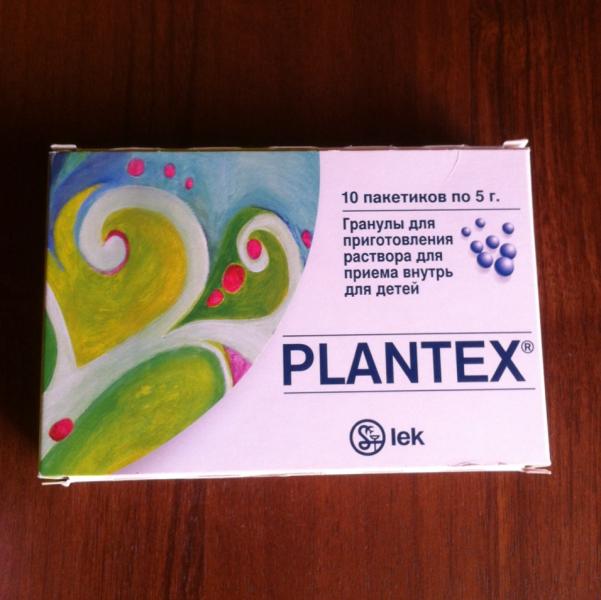 10 пакетиков по 5 г.
Гранулы для
приготовления
раствора для
приема внутрь
для детей
PLANTEX®
lek